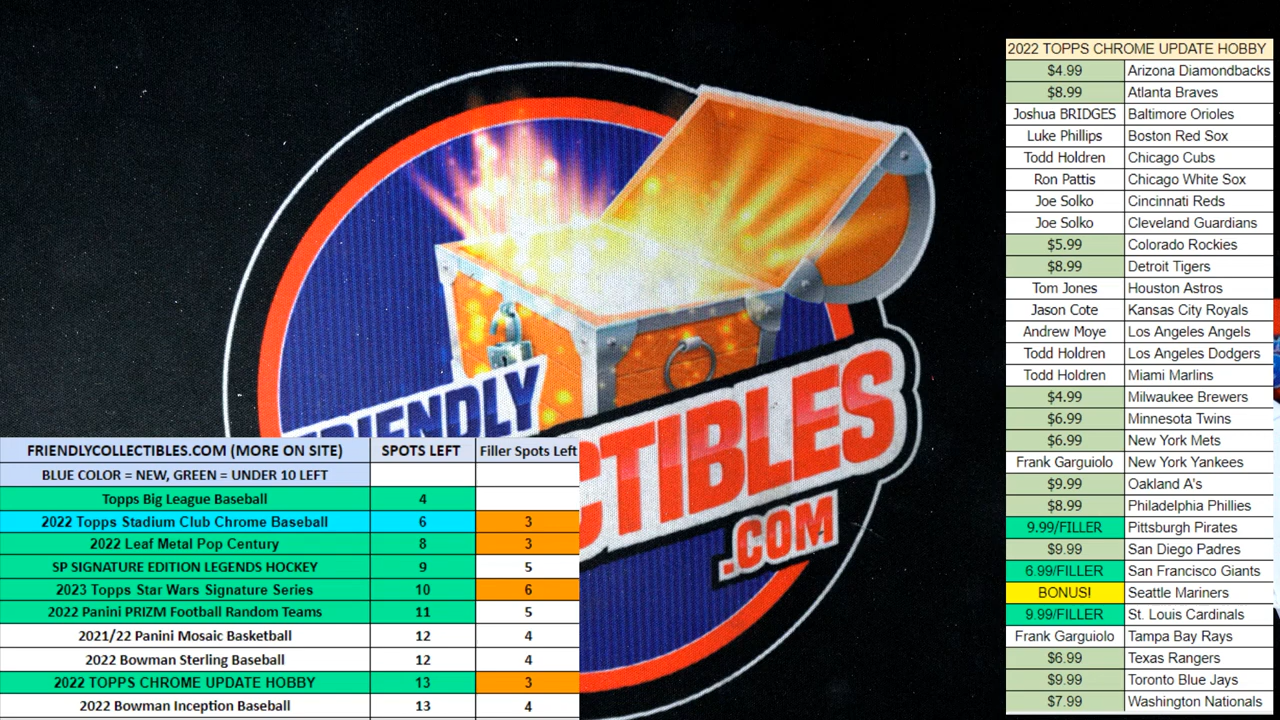 2022 TOPPS CHROME UPDATE HOBBY
$4.99 Arizona Diamondbacks
$8.99 Atlanta Braves
Joshua BRIDGES Baltimore Orioles
Luke Phillips Boston Red Sox
Todd Holdren Chicago Cubs
Ron Pattis Chicago White Sox
Joe Solko Cincinnati Reds
Joe Solko Cleveland Guardians
$5.99 Colorado Rockies
$8.99 Detroit Tigers
Tom Jones Houston Astros
Jason Cote Kansas City Royals
Andrew Moye Los Angeles Angels
Todd Holdren Los Angeles Dodgers
Todd Holdren Miami Marlins
$4.99 Milwaukee Brewers
$6.99 Minnesota Twins
$6.99 New York Mets
Frank Garguiolo New York Yankees
$9.99 Oakland A's
$8.99 Philadelphia Phillies
9.99/FILLER Pittsburgh Pirates
$9.99 San Diego Padres
6.99/FILLER San Francisco Giants
BONUS! Seattle Mariners
9.99/FILLER St. Louis Cardinals
Frank Garguiolo Tampa Bay Rays
$6.99 Texas Rangers
$9.99 Toronto Blue Jays
$7.99 Washington Nationals
FRIENDLY
CTIBLES
.COM
FRIENDLYCOLLECTIBLES.COM (MORE ON SITE) SPOTS LEFT Filler Spots Left
BLUE COLOR = NEW, GREEN = UNDER 10 LEFT
Topps Big League Baseball 4
2022 Topps Stadium Club Chrome Baseball 6 3
2022 Leaf Metal Pop Century 8 3
SP SIGNATURE EDITION LEGENDS HOCKEY 9 5
2023 Topps Star Wars Signature Series 10 6
2022 Panini PRIZM Football Random Teams 11 5
2021/22 Panini Mosaic Basketball 12 4
2022 Bowman Sterling Baseball 12 4
2022 TOPPS CHROME UPDATE HOBBY 13 3
2022 Bowman Inception Baseball 13 4